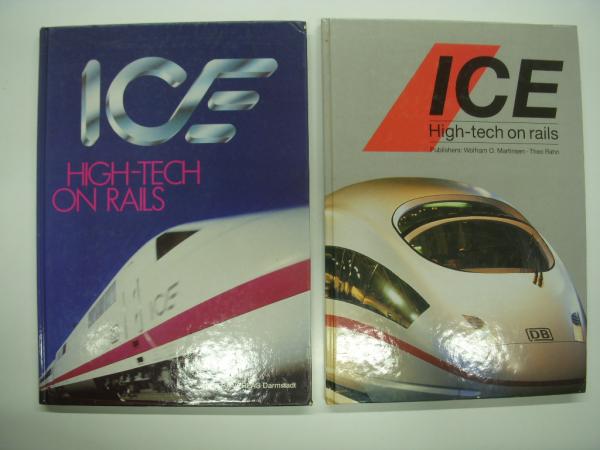 ICE
HIGH-TECH
ON RAILS
ICE
Darmstadt
ICE
High-tech on rails
Publishers: Wolfram O. Martinsen · Theo Rahn
DB